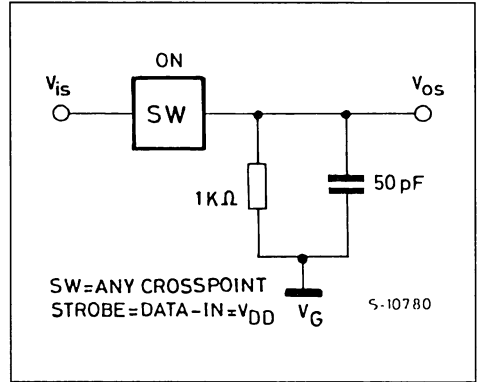 ON
Vis
SW
Vos
1KΩ
50pF
SW=ANY CROSSPOINT
STROBE=DATA-IN=VDD
VG
S-10780